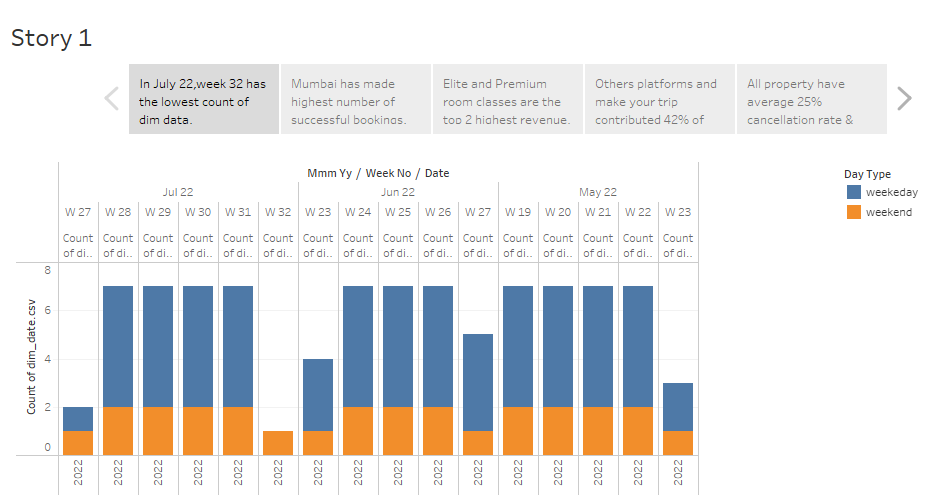 Story 1
In July 22,week 32 has
the lowest count of
dim data.
Mumbai has made
highest number of
successful bookings.
Elite and Premium
room classes are the
top 2 highest revenue.
Others platforms and
make your trip
contributed 42% of
All property have
average 25%
cancellation rate &
Mmm Yy / Week No / Date
Day Type
weekeday
weekend
Jul 22 Jun 22 May 22
W 27 W 28 W 29 W 30 W 31 W 32 W 23 W 24 W 25 W 26 W 27 W 19 W 20 W 21 W 22 W 23
Count Count Count Count Count Count Count Count Count Count Count Count Count Count Count Count
of di.. of di.. of di.. of di.. of di.. of di.. of di.. of di.. of di.. of di.. of di.. of di.. of di.. of di.. of di.. of di..
Count of dim_date.csv
8
6
4
2
0
2022 2022 2022 2022 2022 2022 2022 2022 2022 2022 2022 2022 2022 2022 2022 2022